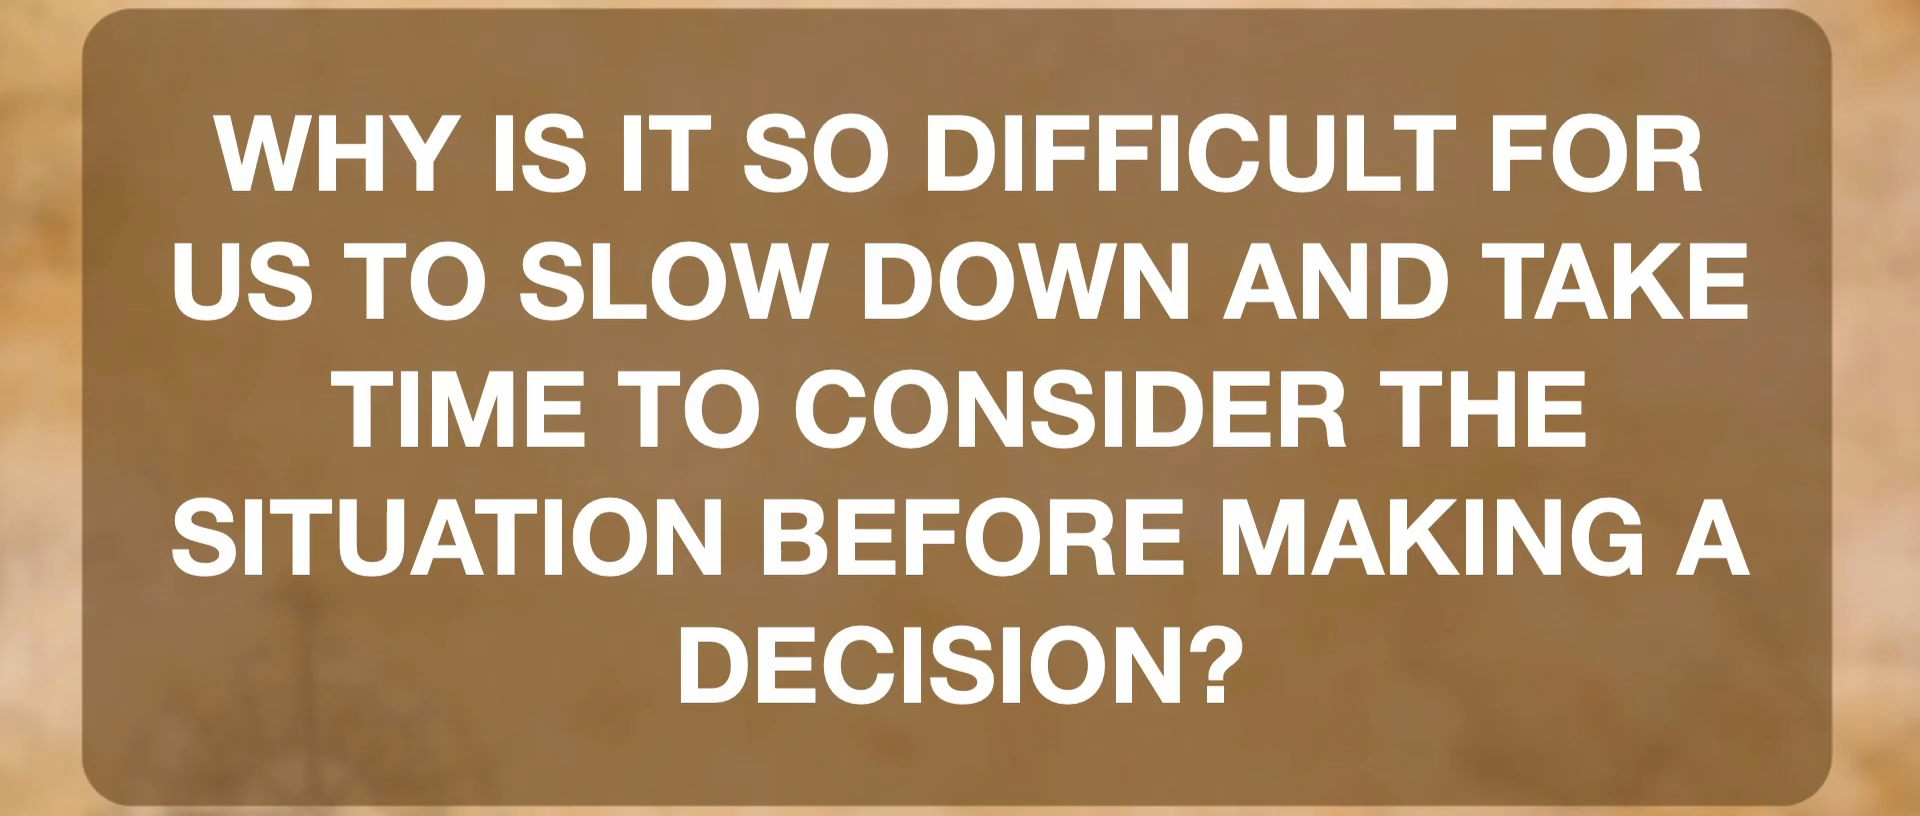 WHY IS IT SO DIFFICULT FOR
US TO SLOW DOWN AND TAKE
TIME TO CONSIDER THE
SITUATION BEFORE MAKING A
DECISION?